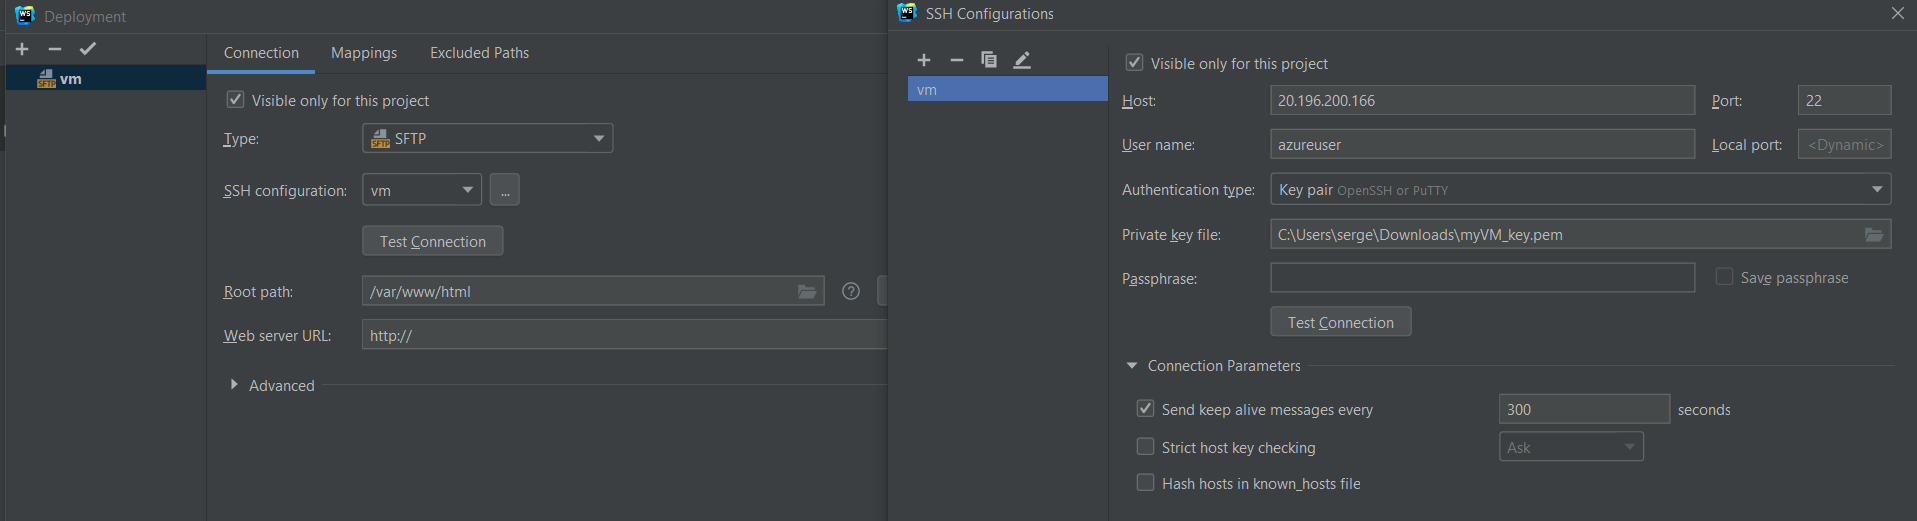 WS Deployment
SFTP vm
Connection Mappings Excluded Paths
Visible only for this project
Type: SFTP SFTP
SSH configuration: vm ...
Test Connection
Root path: /var/www/html ?
Web server URL: http://
Advanced
WS SSH Configurations
vm
Visible only for this project
Host: 20.196.200.166 Port: 22
User name: azureuser Local port: <Dynamic>
Authentication type: Key pair OpenSSH or PuTTY
Private key file: C:\Users\serge\Downloads\myVM_key.pem
Passphrase: Save passphrase
Test Connection
Connection Parameters
Send keep alive messages every 300 seconds
Strict host key checking Ask
Hash hosts in known_hosts file